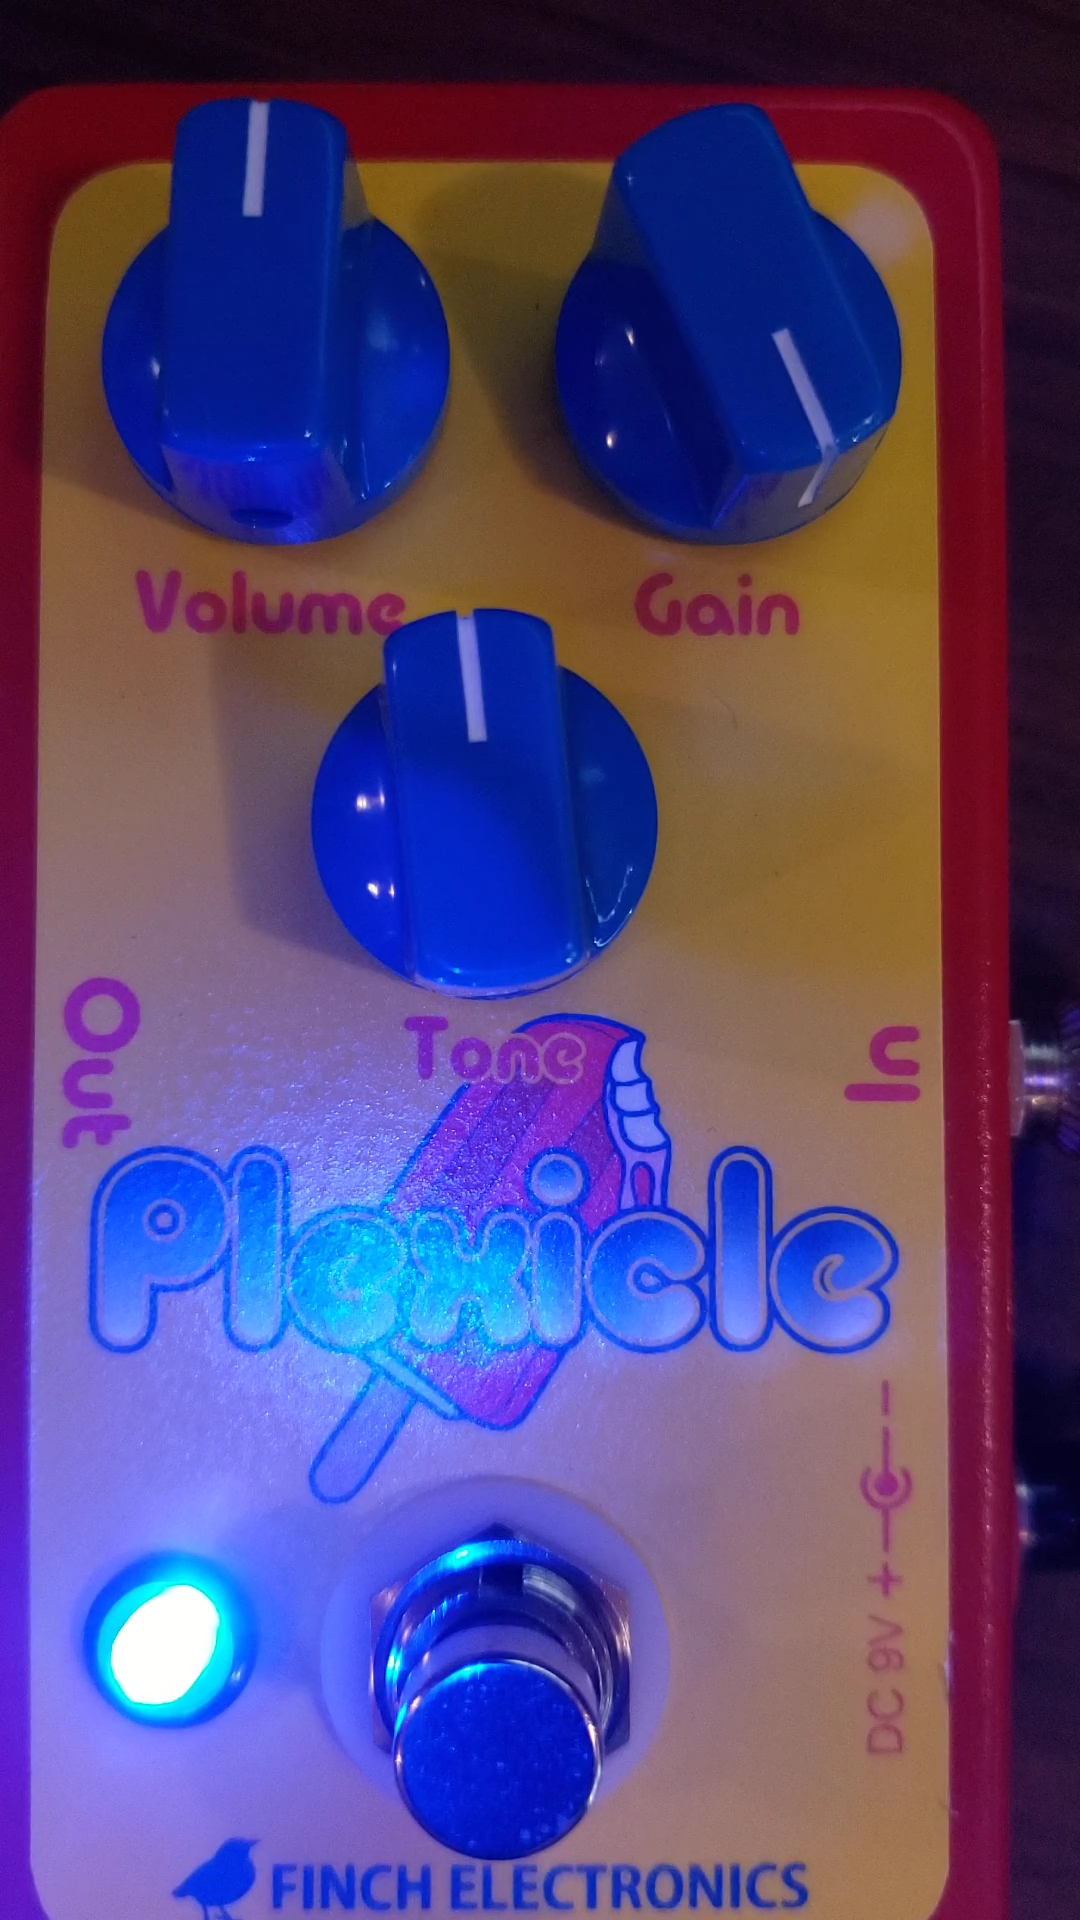 Volume
Gain
Tone
Out
In
Plexicle
DC 9V + -
FINCH ELECTRONICS